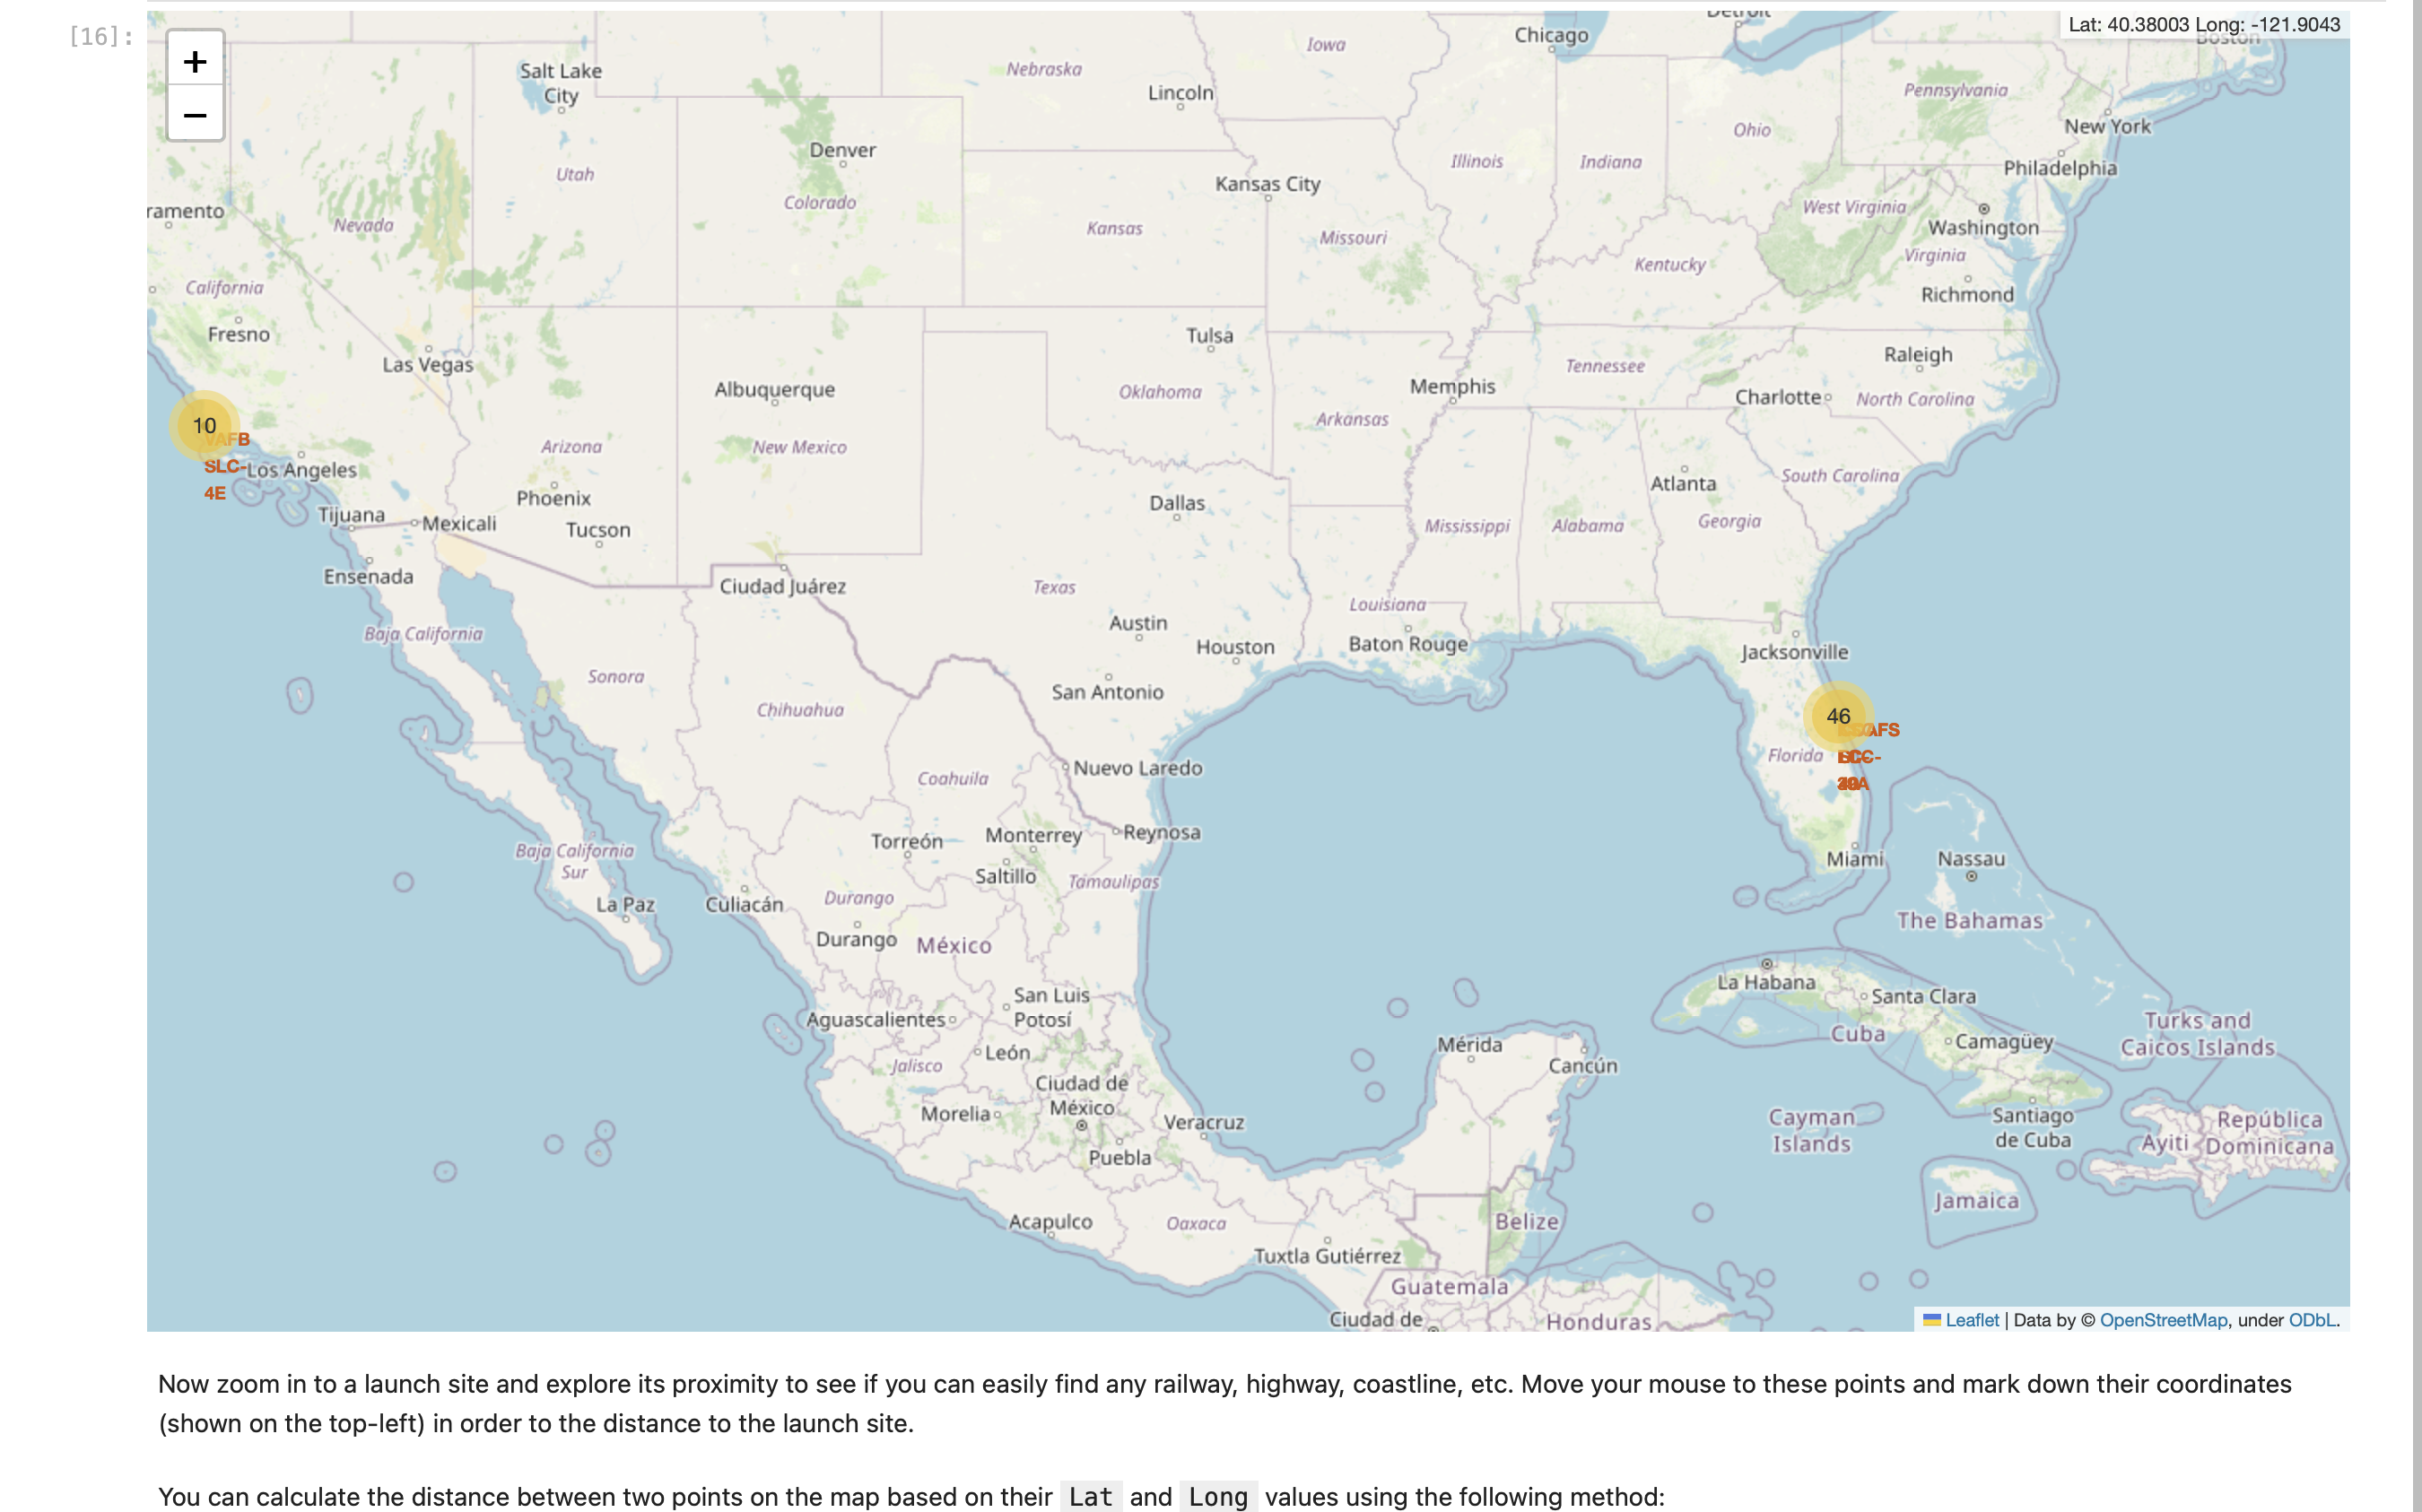 [16]:
+
−
Lat: 40.38003 Long: -121.9043
Detroit
Boston
Chicago
Iowa
Salt Lake
City
Nebraska
Lincoln
Pennsylvania
New York
Ohio
Denver
Illinois
Indiana
Philadelphia
Utah
Kansas City
Colorado
ramento
West Virginia
Washington
Nevada
Kansas
Missouri
Virginia
Kentucky
California
Richmond
Fresno
Tulsa
Las Vegas
Raleigh
Tennessee
Albuquerque
Oklahoma
Memphis
Charlotte
North Carolina
Arkansas
10
VAFB
SLC-
4E
Los Angeles
Arizona
New Mexico
South Carolina
Atlanta
Phoenix
Dallas
Tijuana
Mexicali
Tucson
Mississippi
Alabama
Georgia
Ensenada
Ciudad Juárez
Texas
Louisiana
Austin
Baja California
Houston
Baton Rouge
Jacksonville
Sonora
San Antonio
Chihuahua
46
AFS
Florida
Nuevo Laredo
Coahuila
Reynosa
Monterrey
Torreón
Baja California
Sur
Saltillo
Tamaulipas
Miami
Nassau
La Paz
Culiacán
Durango
Durango
México
The Bahamas
La Habana
San Luis
Potosí
Santa Clara
Aguascalientes
Cuba
Camagüey
Turks and
Caicos Islands
León
Jalisco
Mérida
Cancún
Ciudad de
México
Morelia
Veracruz
Cayman
Islands
Santiago
de Cuba
República
Dominicana
Ayiti
Puebla
Jamaica
Acapulco
Oaxaca
Belize
Tuxtla Gutiérrez
Guatemala
Ciudad de
Honduras
Leaflet | Data by © OpenStreetMap, under ODbL.
Now zoom in to a launch site and explore its proximity to see if you can easily find any railway, highway, coastline, etc. Move your mouse to these points and mark down their coordinates
(shown on the top-left) in order to the distance to the launch site.
You can calculate the distance between two points on the map based on their Lat and Long values using the following method: